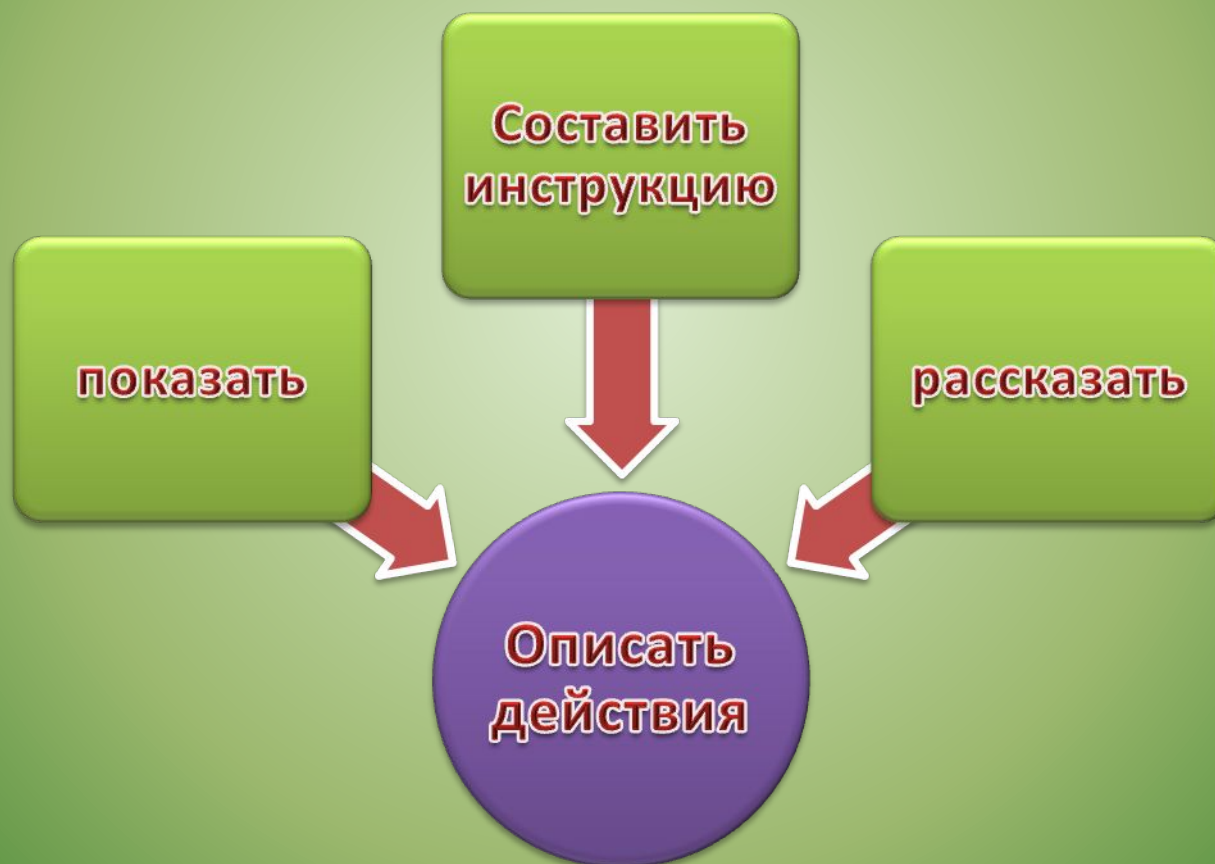 Составить
инструкцию
показать
рассказать
Описать
действия